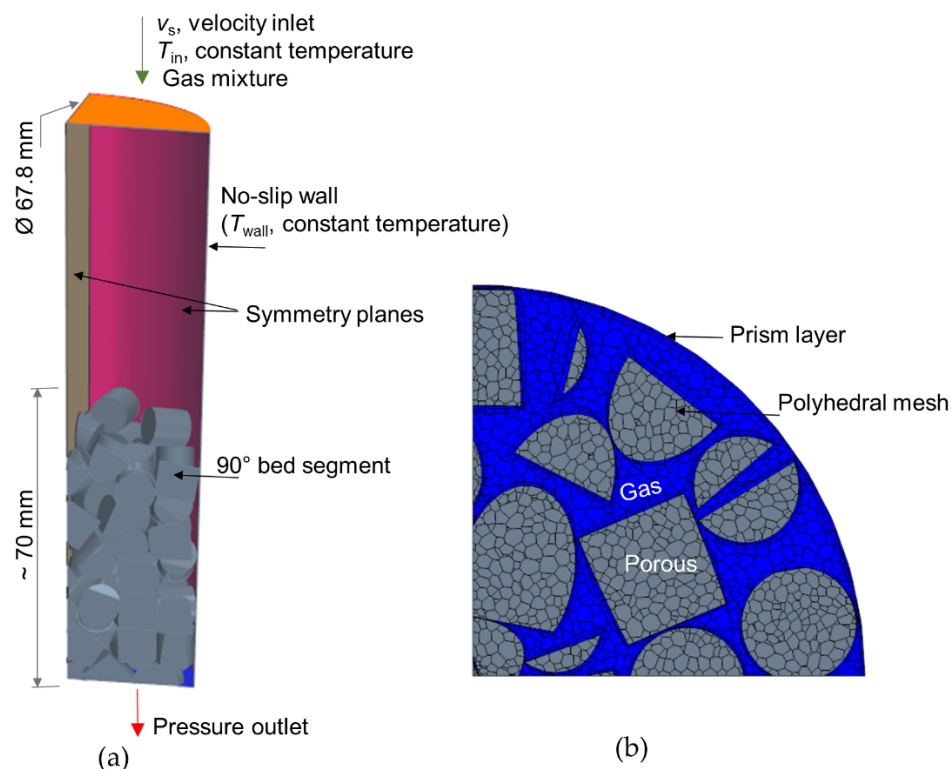 vs, velocity inlet
Tin, constant temperature
Gas mixture
Ø 67.8 mm
No-slip wall
(Twall, constant temperature)
Symmetry planes
~ 70 mm
90° bed segment
Pressure outlet
(a)
Prism layer
Polyhedral mesh
Gas
Porous
(b)